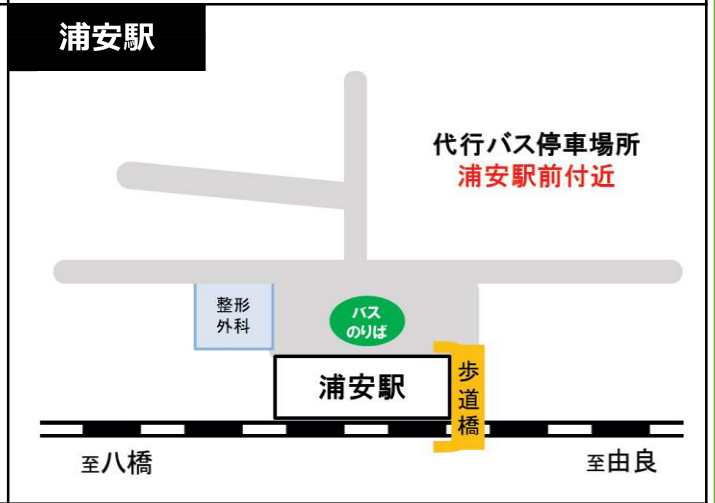 浦安駅
代行バス停車場所
浦安駅前付近
整形
外科
バス
のりば
浦安駅
歩
道
橋
至八橋
至由良